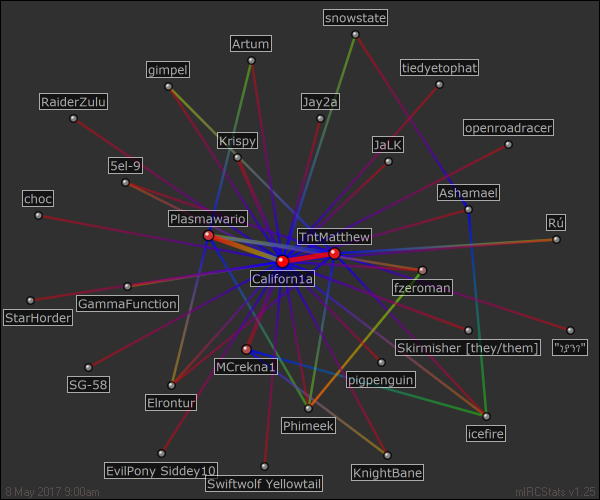 snowstate
Artum
gimpel
tiedyetophat
RaiderZulu
Jay2a
openroadracer
Krispy
JaLK
5el-9
Ashamael
choc
Plasmawario
Rú
TntMatthew
Californ1a
fzeroman
GammaFunction
StarHorder
Skirmisher [they/them]
MCrekna1
pigpenguin
SG-58
Elrontur
Phimeek
icefire
EvilPony Siddey10
KnightBane
Swiftwolf Yellowtail
8 May 2017 9:00am
mIRCStats v1.25